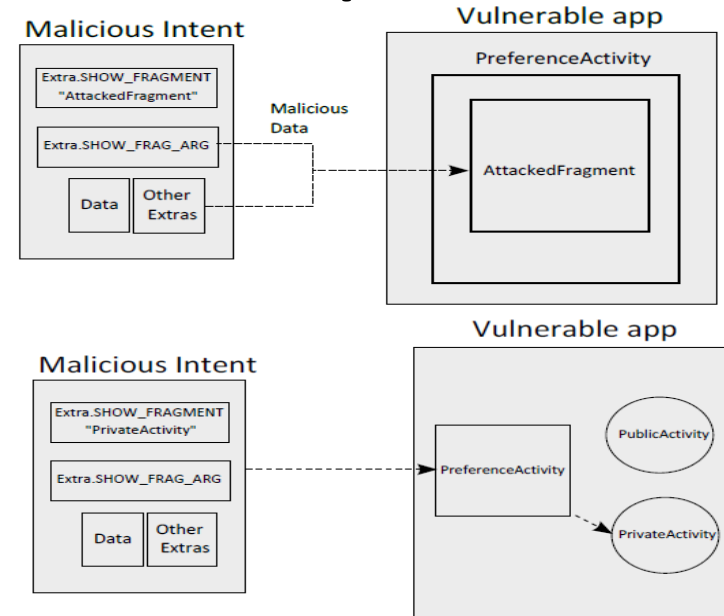 Malicious Intent
Extra.SHOW_FRAGMENT
"AttackedFragment"
Extra.SHOW_FRAG_ARG
Data
Other
Extras
Malicious
Data
Vulnerable app
PreferenceActivity
AttackedFragment
Malicious Intent
Extra.SHOW_FRAGMENT
"PrivateActivity"
Extra.SHOW_FRAG_ARG
Data
Other
Extras
Vulnerable app
PreferenceActivity
PublicActivity
PrivateActivity